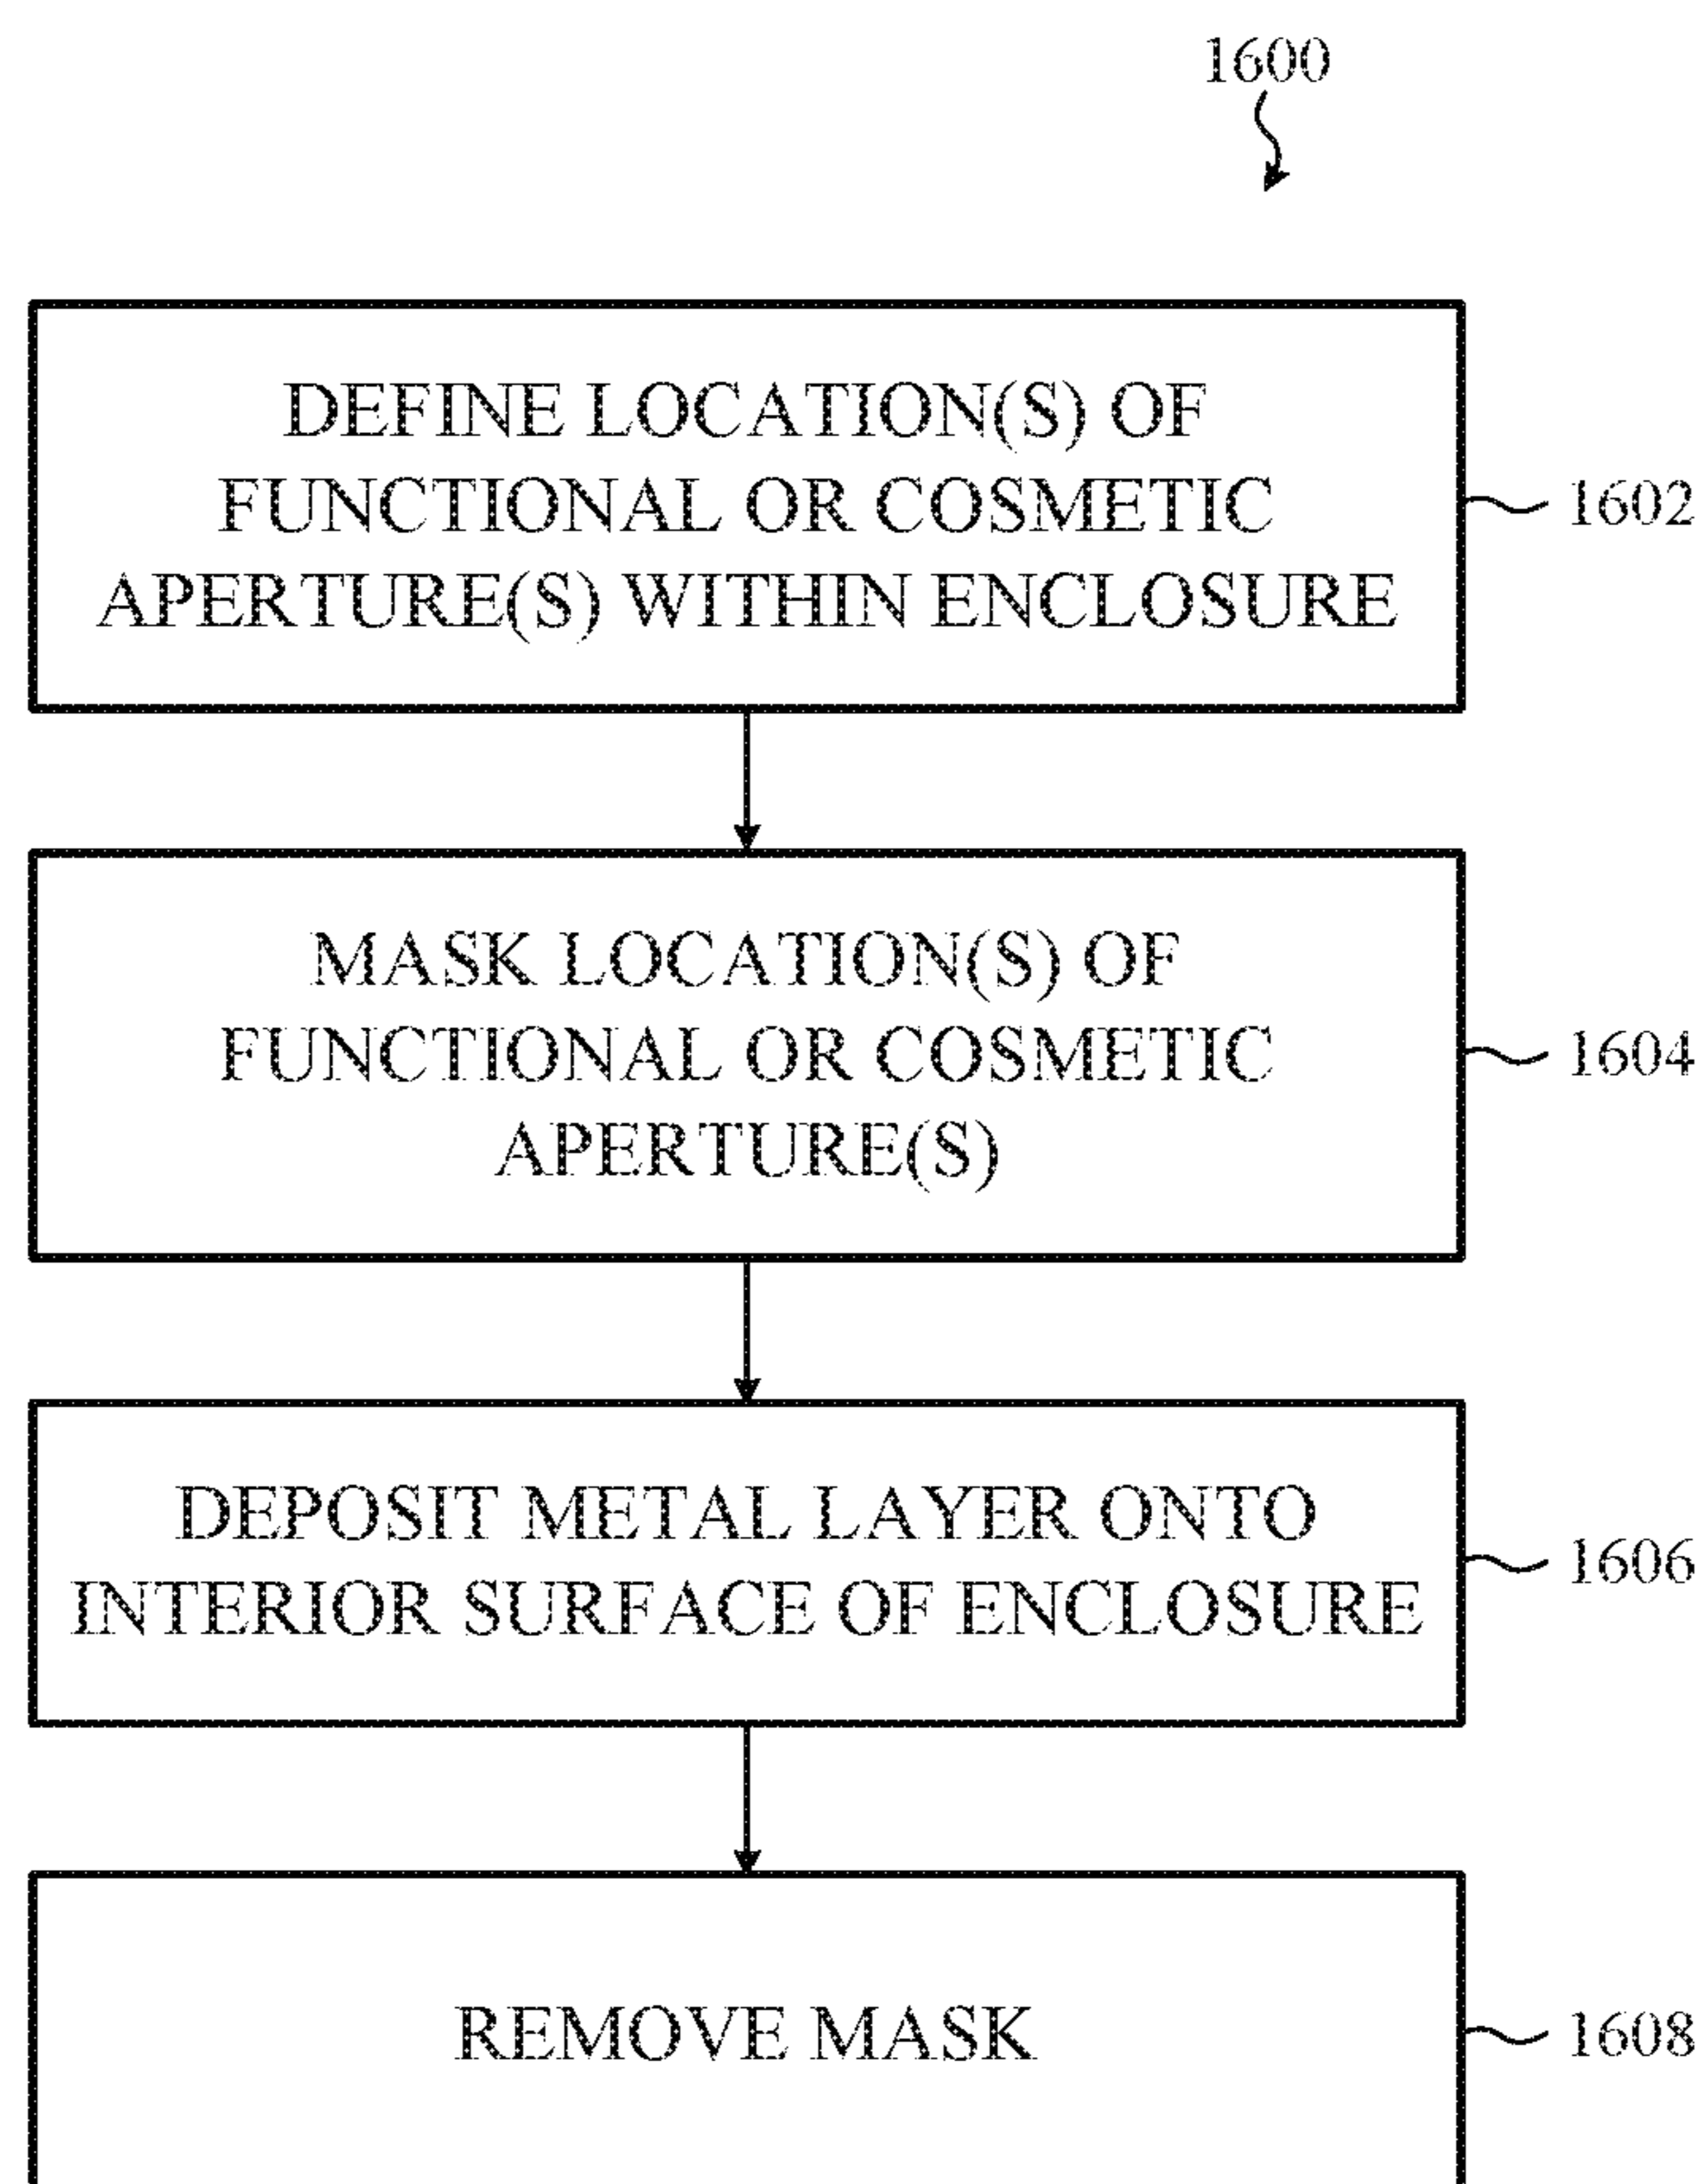 1600
DEFINE LOCATION(S) OF
FUNCTIONAL OR COSMETIC
APERTURE(S) WITHIN ENCLOSURE
1602
MASK LOCATION(S) OF
FUNCTIONAL OR COSMETIC
APERTURE(S)
1604
DEPOSIT METAL LAYER ONTO
INTERIOR SURFACE OF ENCLOSURE
1606
REMOVE MASK
1608